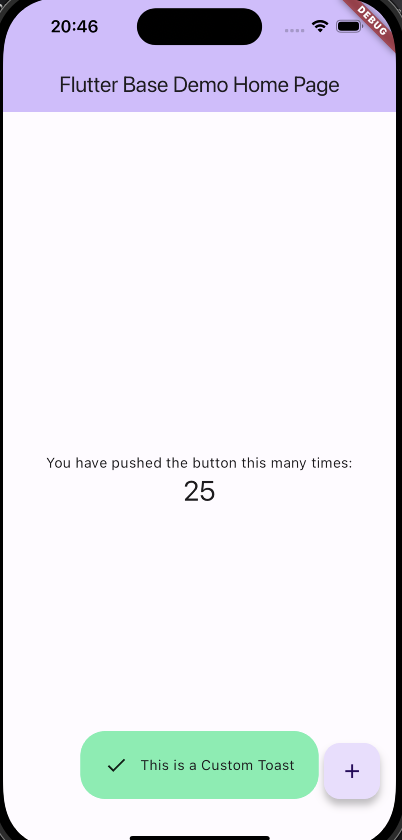 20:46
DEBUG
Flutter Base Demo Home Page
You have pushed the button this many times:
25
This is a Custom Toast
+